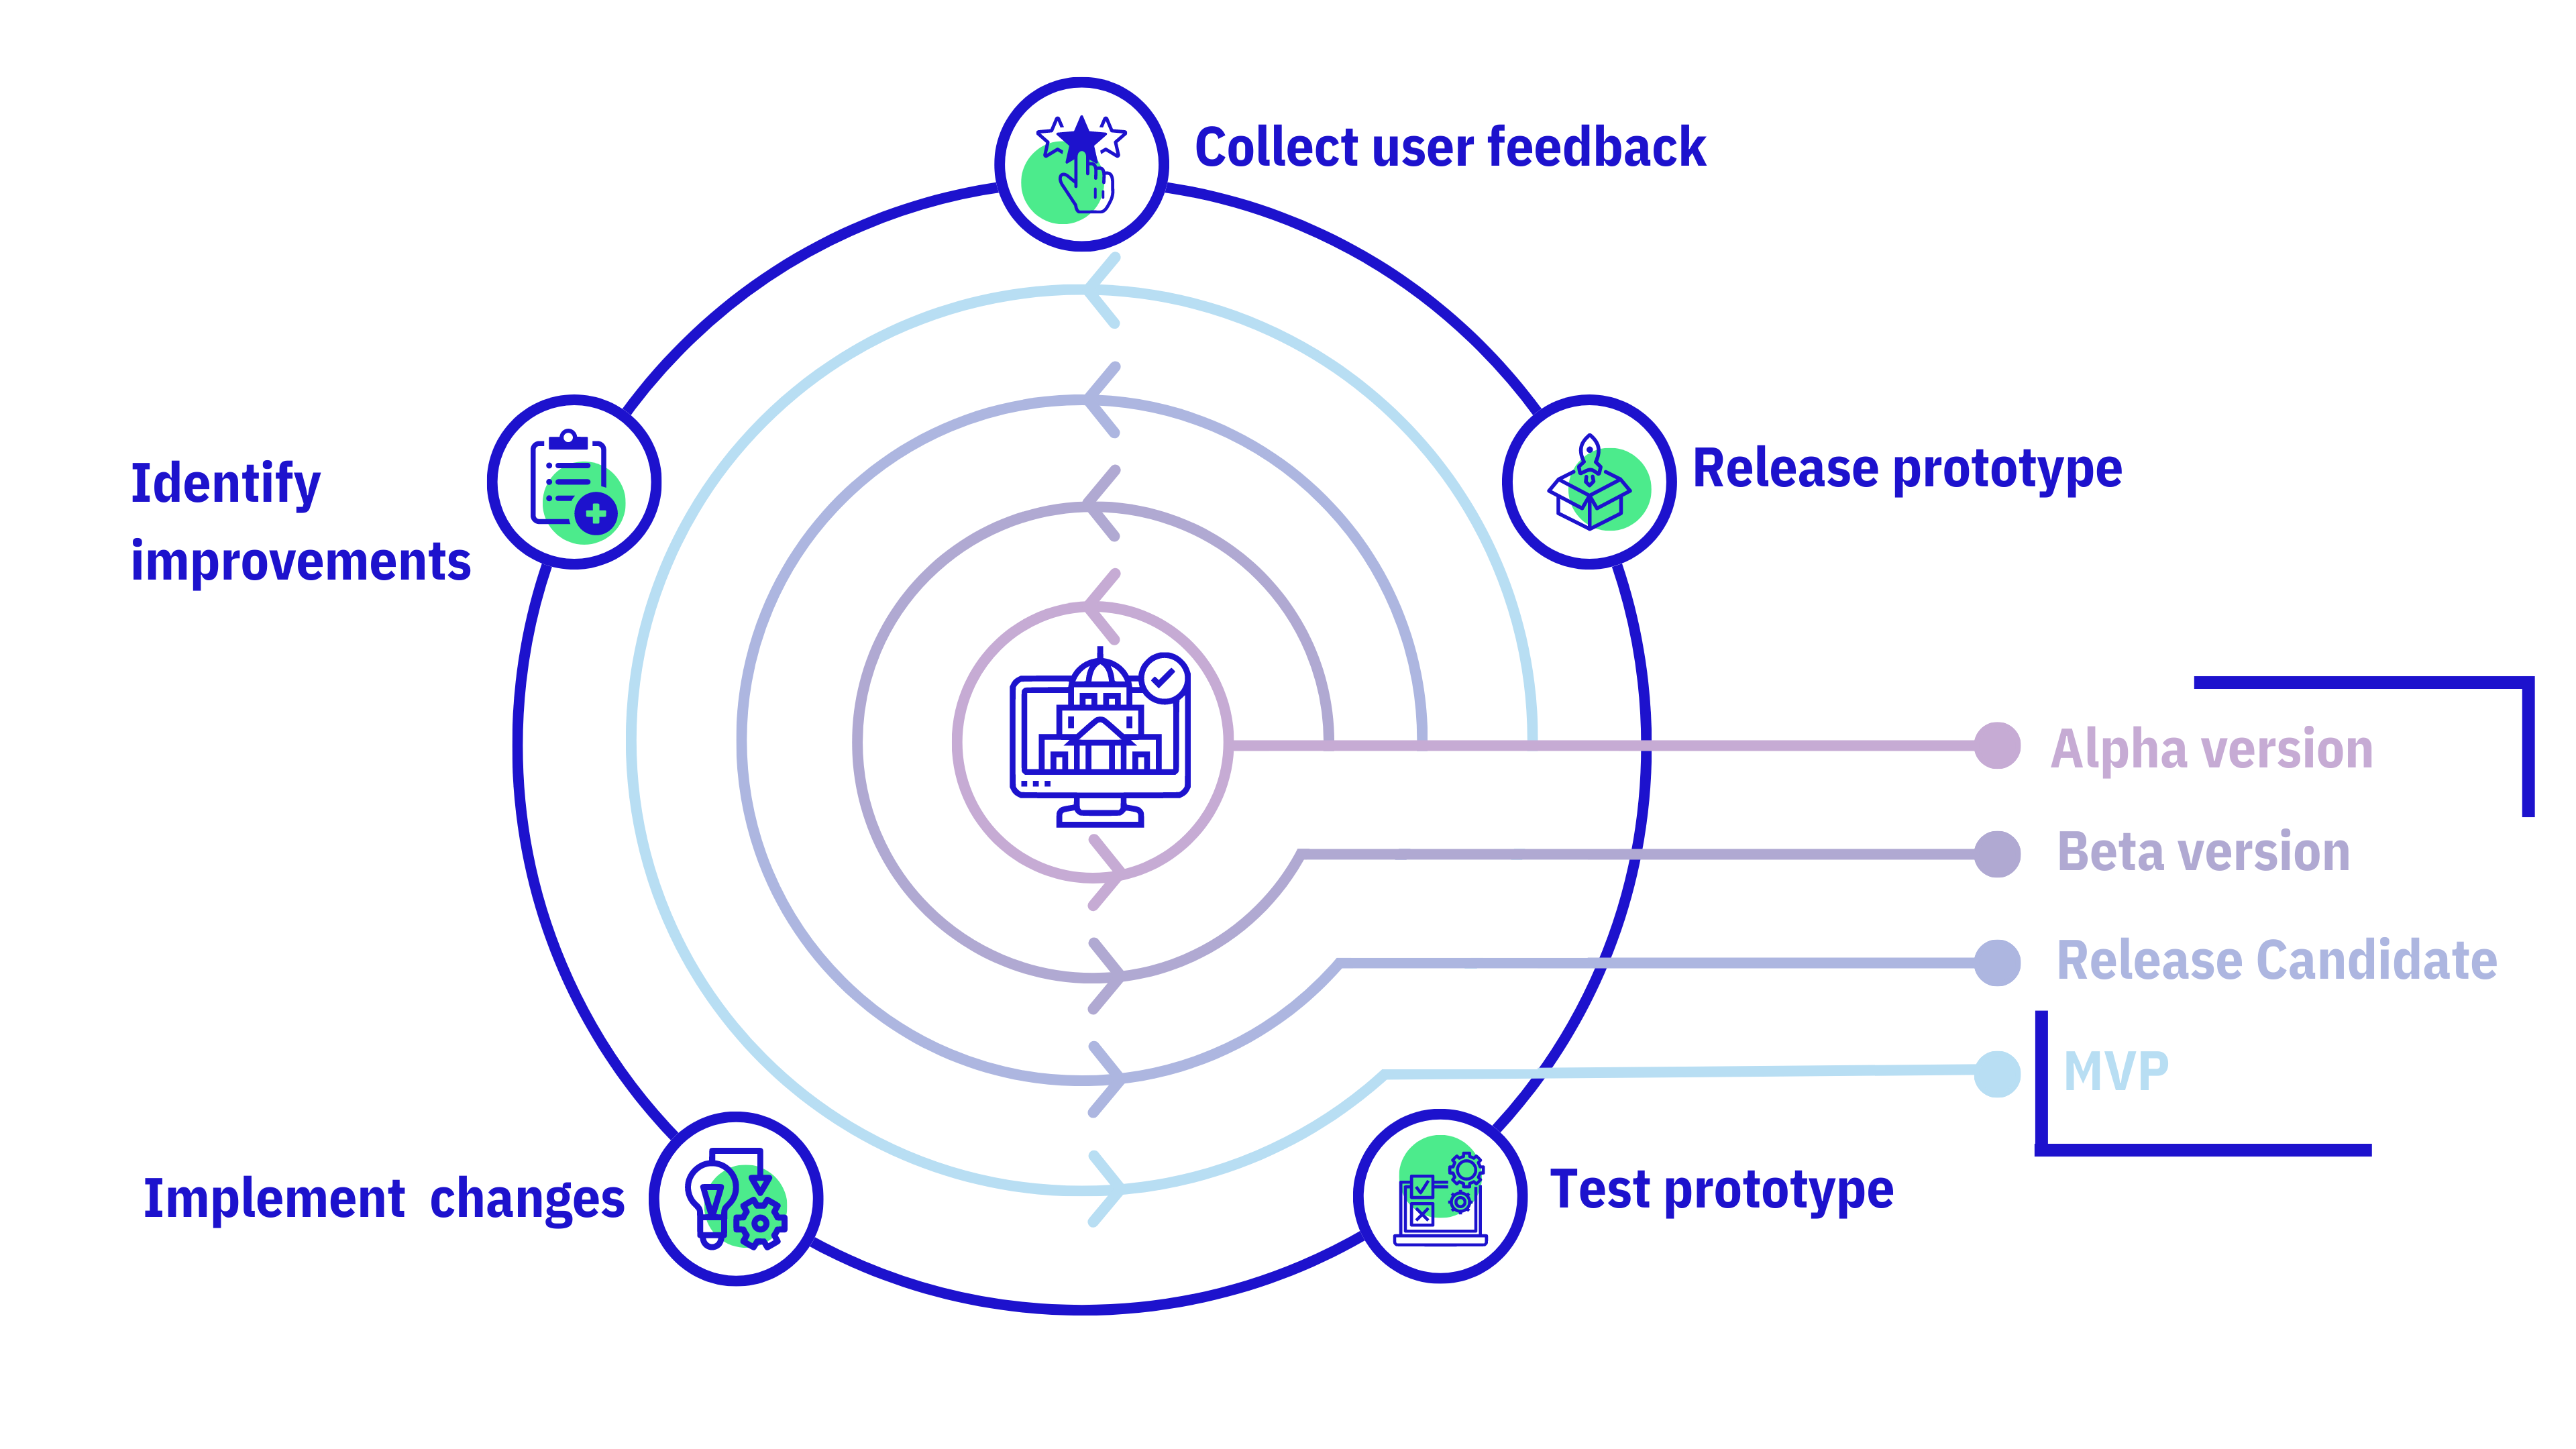 Collect user feedback
Release prototype
Identify
improvements
Alpha version
Beta version
Release Candidate
MVP
Implement changes
Test prototype